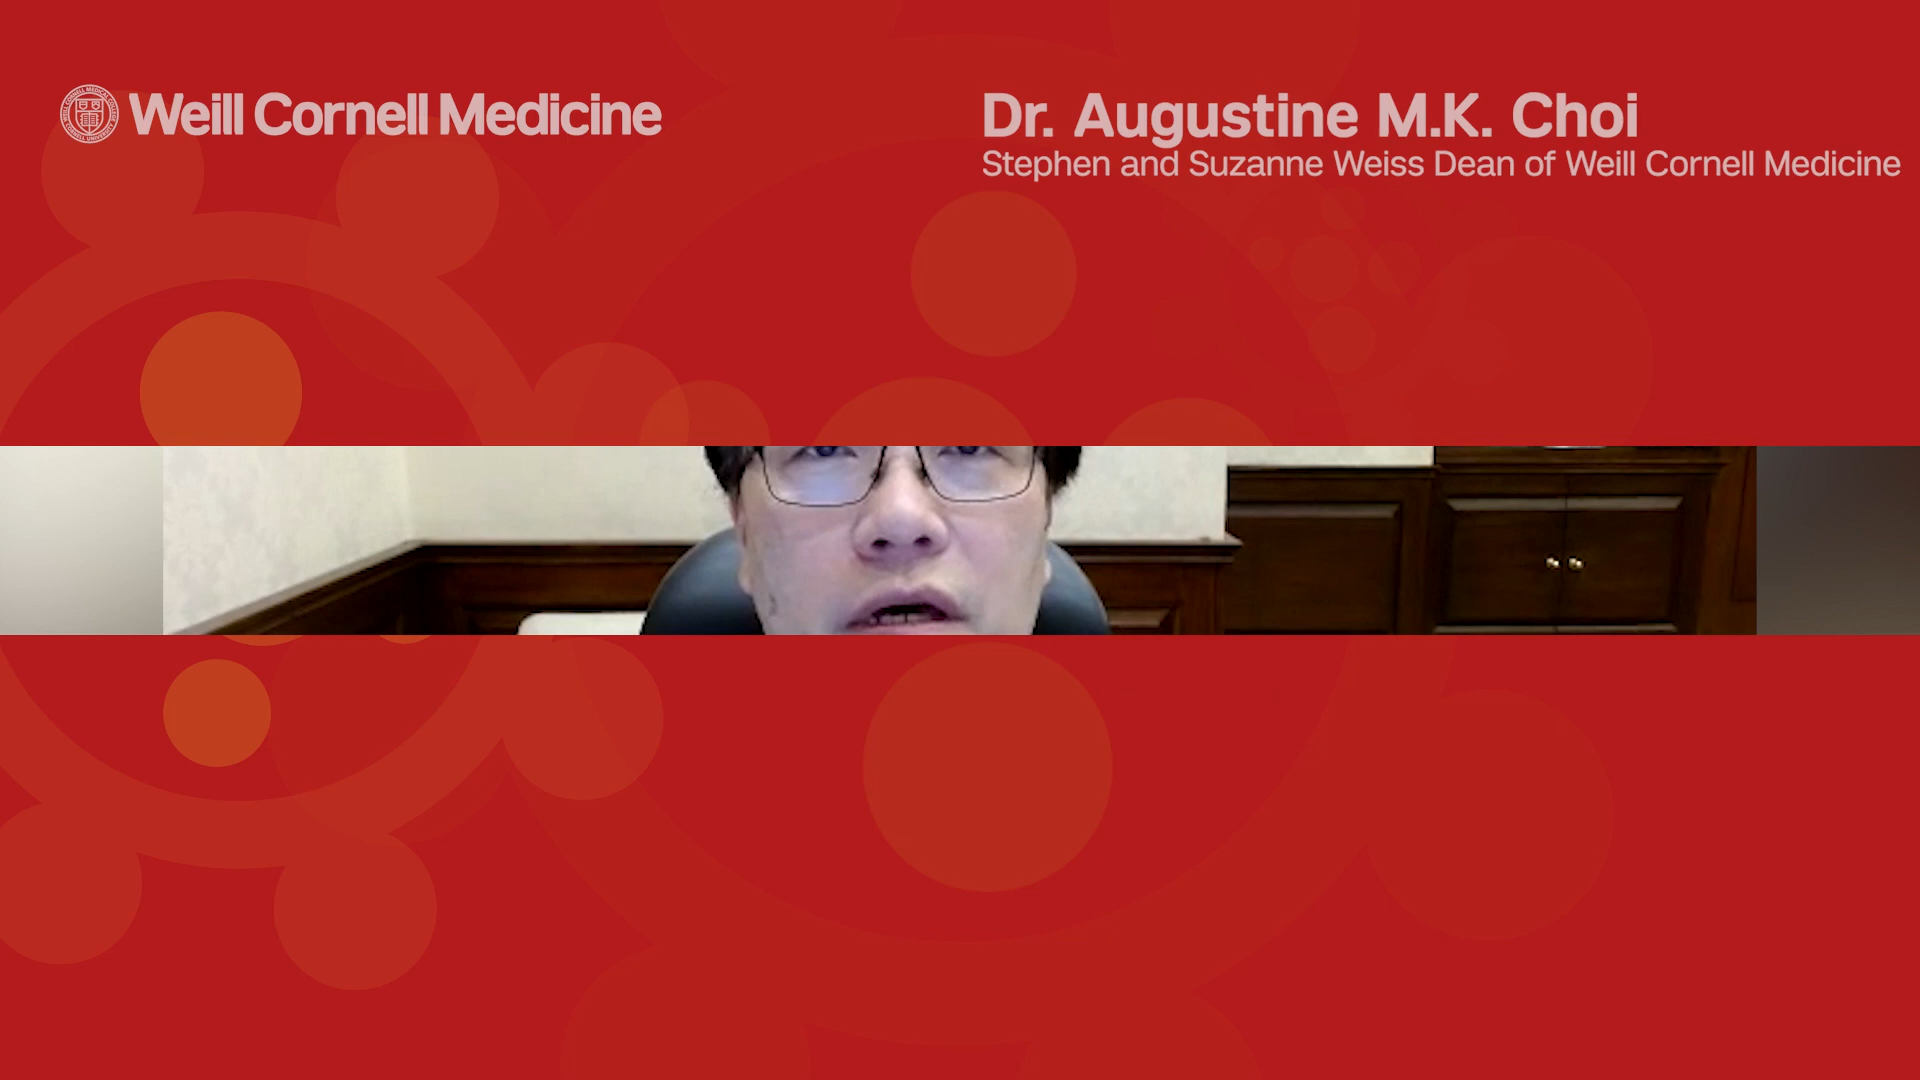 Weill Cornell Medicine
Dr. Augustine M.K. Choi
Stephen and Suzanne Weiss Dean of Weill Cornell Medicine